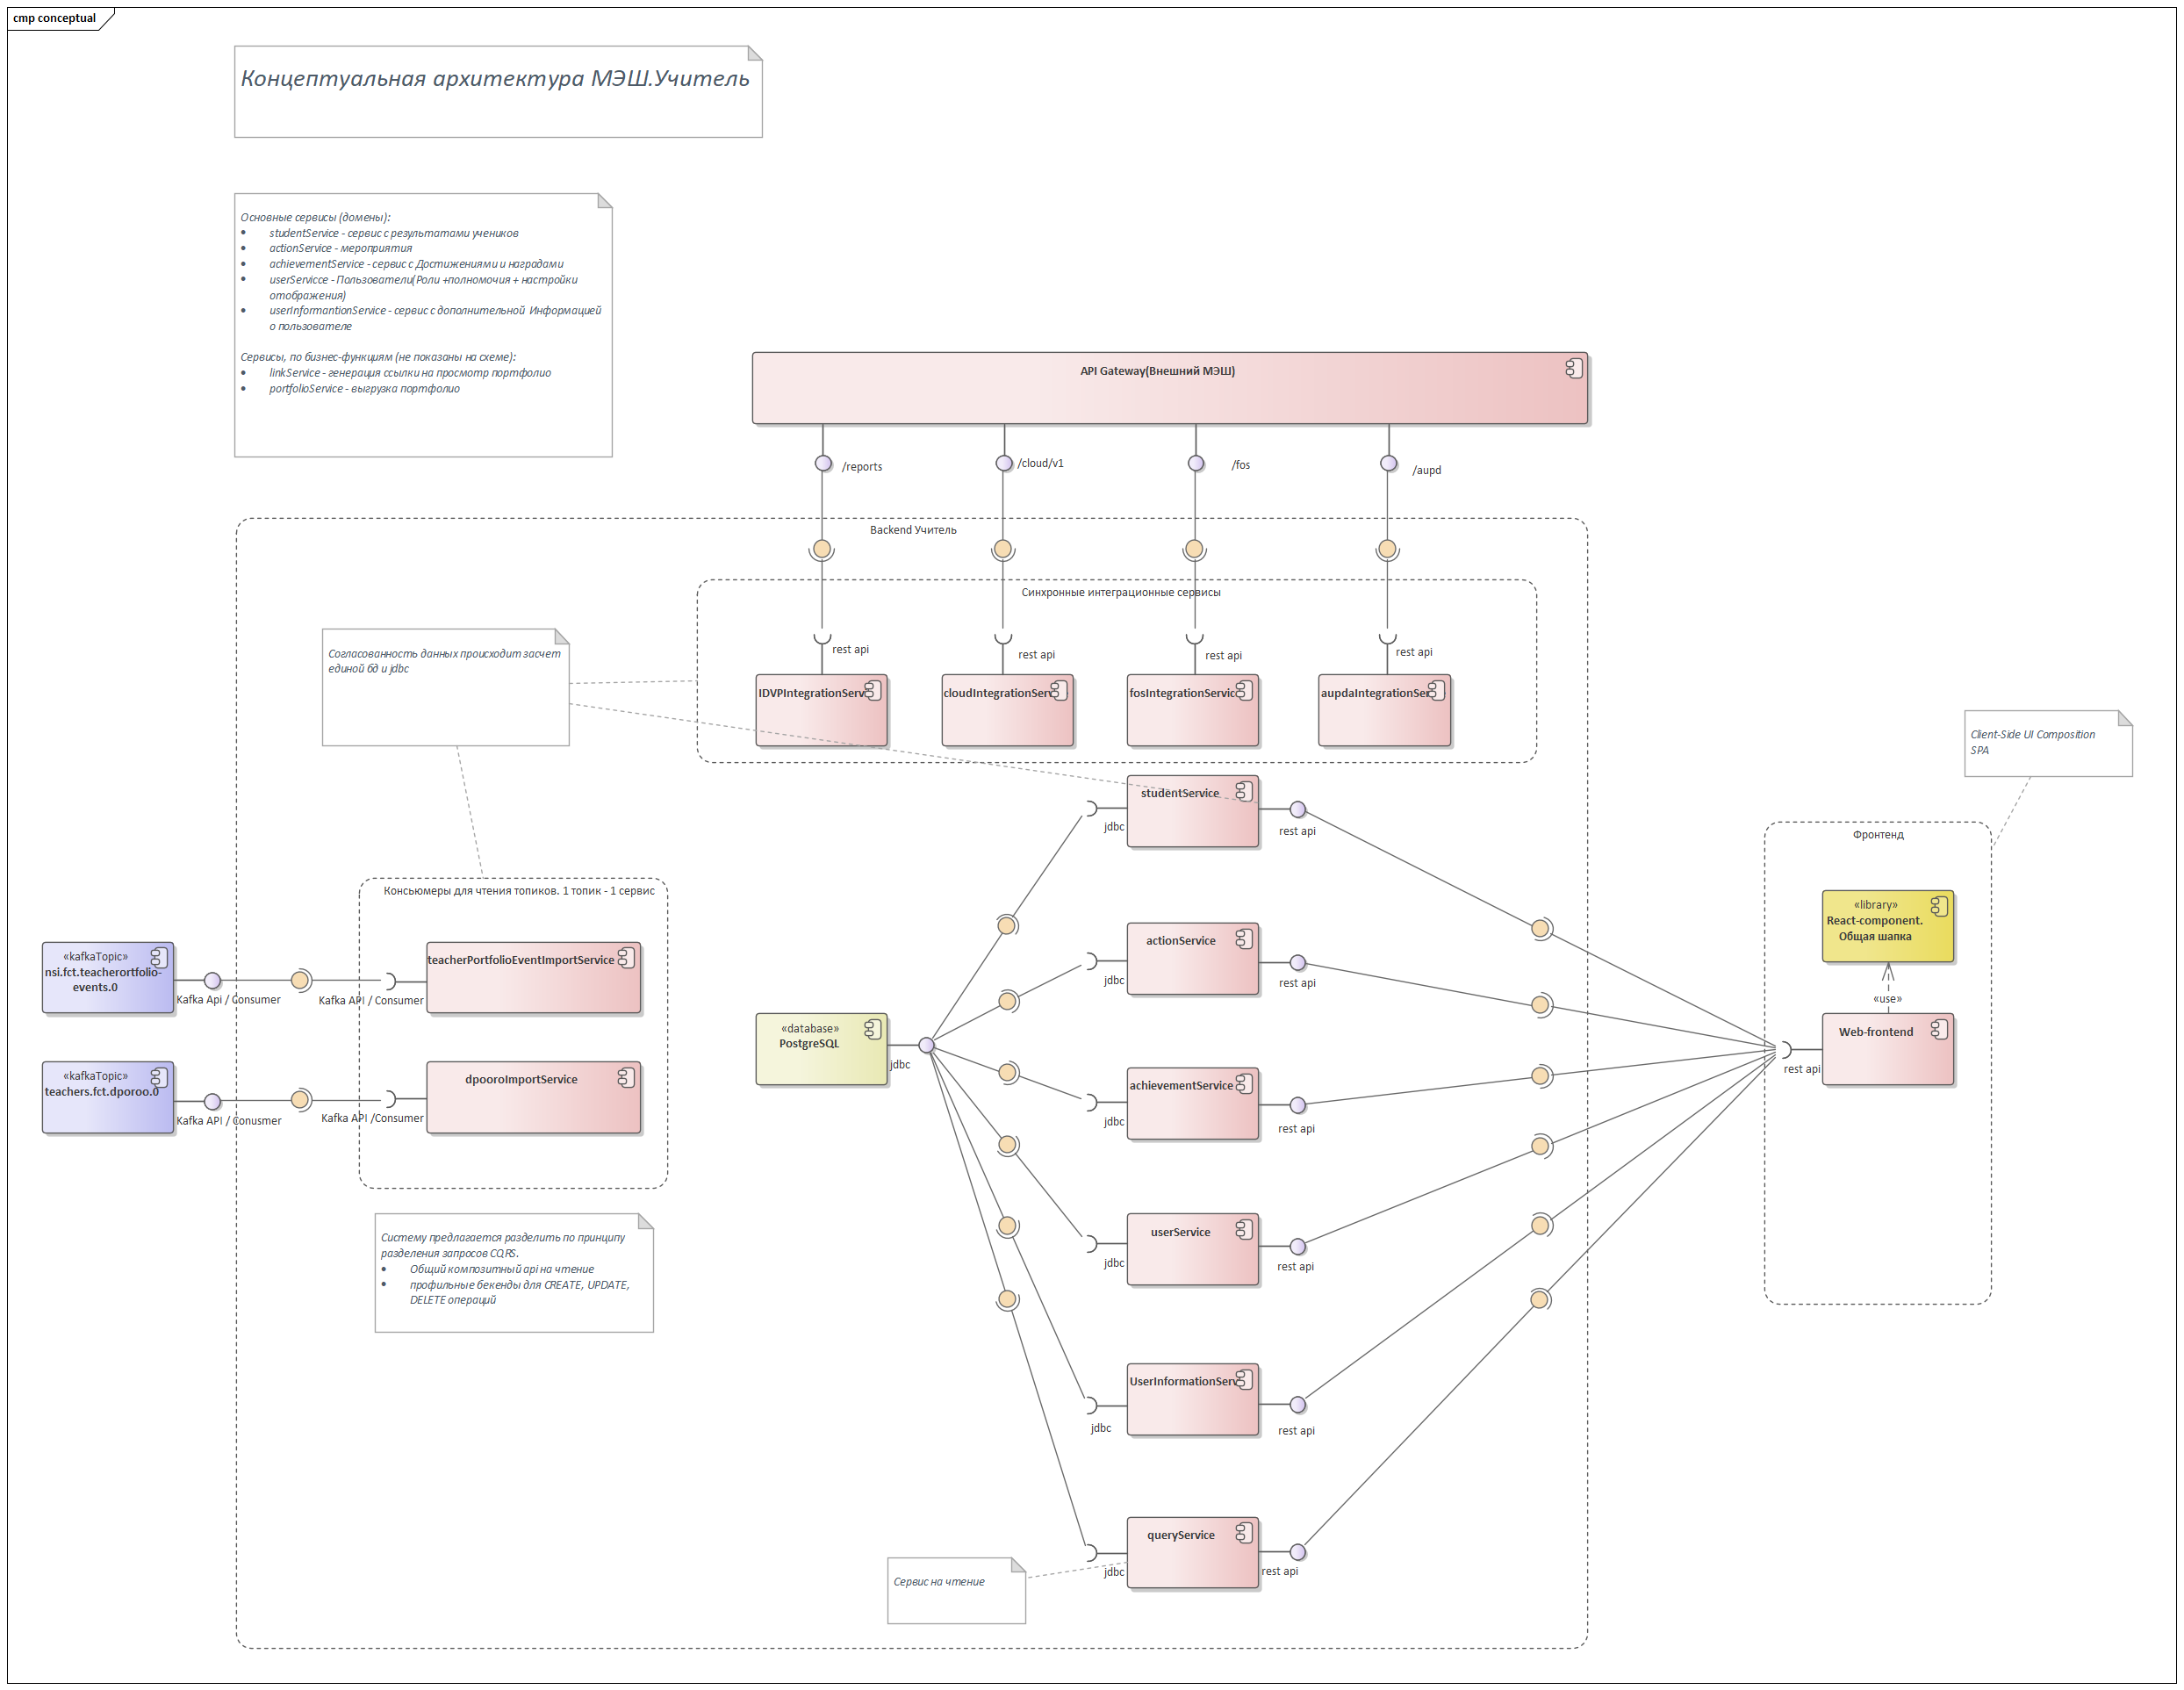 cmp conceptual
Концептуальная архитектура МЭШ.Учитель
Основные сервисы (домены):
• studentService - сервис с результатами учеников
• actionService - мероприятия
• achievementService - сервис с Достижениями и наградами
• userServicce - Пользователи(Роли +полномочия + настройки
отображения)
• userInformantionService - сервис с дополнительной Информацией
о пользователе
Сервисы, по бизнес-функциям (не показаны на схеме):
• linkService - генерация ссылки на просмотр портфолио
• portfolioService - выгрузка портфолио
API Gateway(Внешний МЭШ)
/reports
/cloud/v1
/fos
/aupd
Backend Учитель
Синхронные интеграционные сервисы
rest api
rest api
rest api
rest api
IDVPIntegrationServ
cloudIntegrationServ
fosIntegrationService
aupdaIntegrationSer
Согласованность данных происходит засчет
единой бд и jdbc
Client-Side UI Composition
SPA
studentService
jdbc
rest api
Фронтенд
Консьюмеры для чтения топиков. 1 топик - 1 сервис
«library»
React-component.
Общая шапка
«use»
Web-frontend
rest api
«kafkaTopic»
nsi.fct.teacherortfolio-
events.0
Kafka Api / Consumer
Kafka API / Consumer
teacherPortfolioEventImportService
actionService
jdbc
rest api
«database»
PostgreSQL
jdbc
«kafkaTopic»
teachers.fct.dporoo.0
Kafka API / Conusmer
Kafka API /Consumer
dpooroImportService
achievementService
jdbc
rest api
Систему предлагается разделить по принципу
разделения запросов CQRS.
• Общий композитный api на чтение
• профильные бекенды для CREATE, UPDATE,
DELETE операций
userService
jdbc
rest api
UserInformationServ
jdbc
rest api
queryService
jdbc
rest api
Сервис на чтение